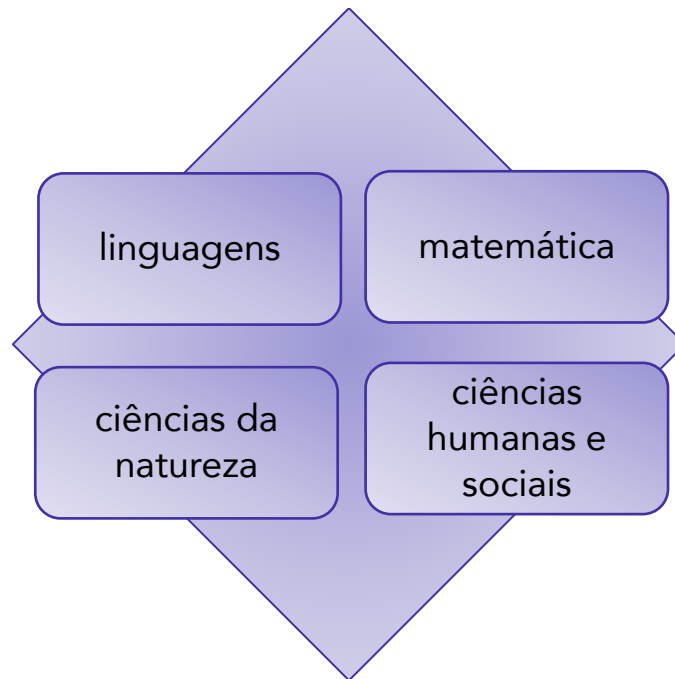 linguagens
matemática
ciências da
natureza
ciências
humanas e
sociais